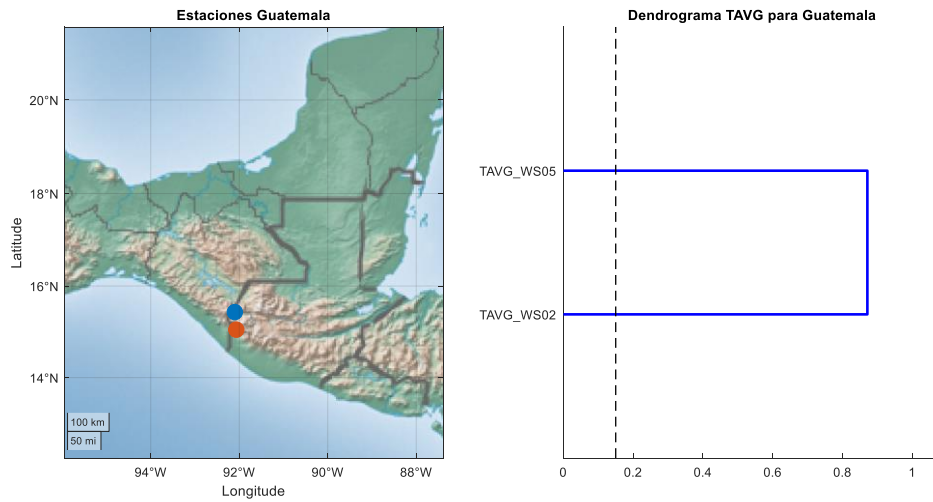 Estaciones Guatemala
20°N
18°N
16°N
14°N
Latitude
100 km
50 mi
94°W 92°W 90°W 88°W
Longitude
Dendrograma TAVG para Guatemala
TAVG_WS05
TAVG_WS02
0 0.2 0.4 0.6 0.8 1